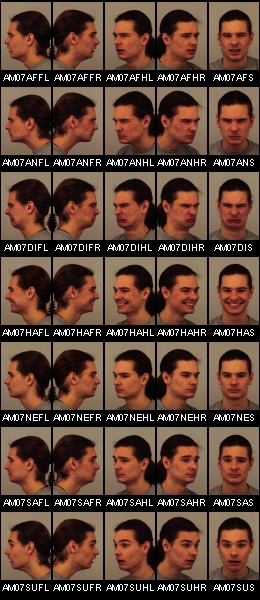 AM07AFFL AM07AFFR AM07AFHL AM07AFHR AM07AFS
AM07ANFL AM07ANFR AM07ANHL AM07ANHR AM07ANS
AM07DIFL AM07DIFR AM07DIHL AM07DIHR AM07DIS
AM07HAFL AM07HAFR AM07HAHL AM07HAHR AM07HAS
AM07NEFL AM07NEFR AM07NEHL AM07NEHR AM07NES
AM07SAFL AM07SAFR AM07SAHL AM07SAHR AM07SAS
AM07SUFL AM07SUFR AM07SUHL AM07SUHR AM07SUS